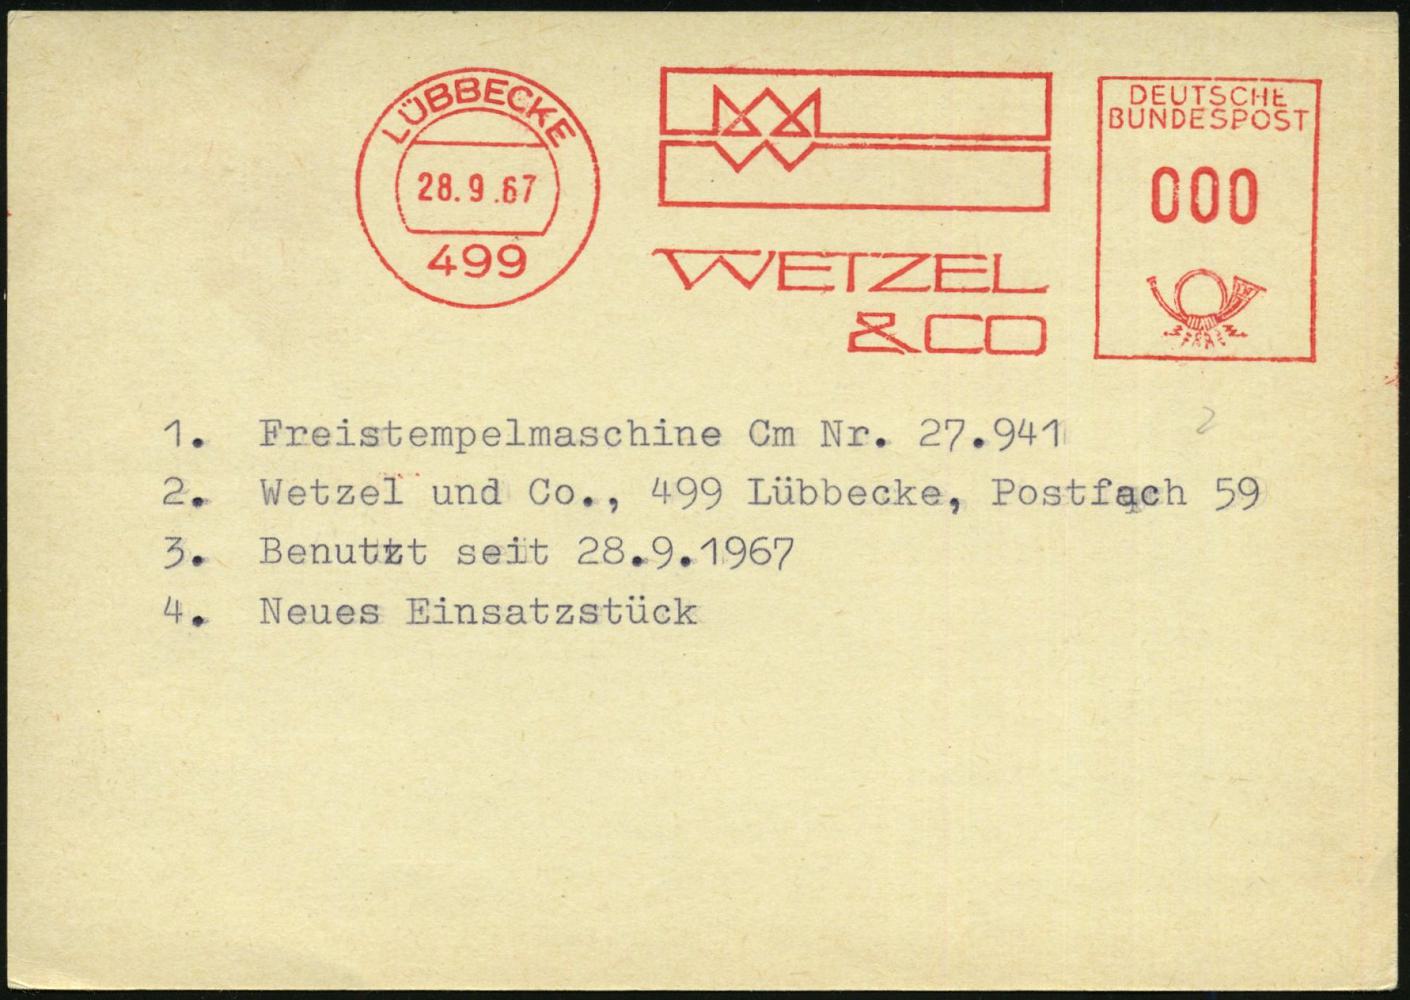 LÜBBECKE
28.9.67
499
WETZEL
&CO
DEUTSCHE
BUNDESPOST
000
1. Freistempelmaschine Cm Nr. 27.941
2
2. Wetzel und Co., 499 Lübbecke, Postfach 59
3. Benutzt seit 28.9.1967
4. Neues Einsatzstück